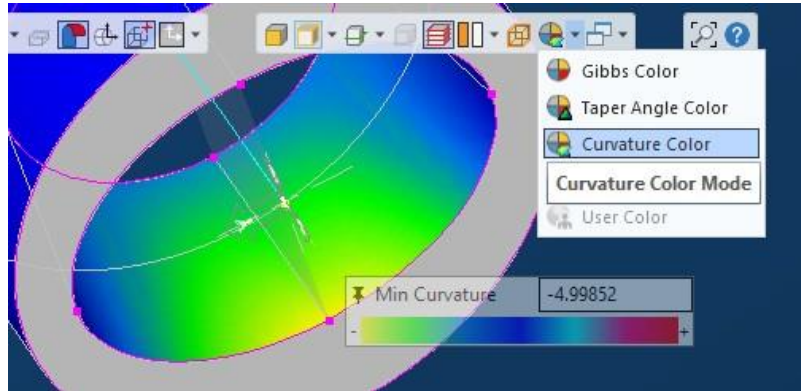 ?
Gibbs Color
Taper Angle Color
Curvature Color
Curvature Color Mode
User Color
Min Curvature -4.99852
- +